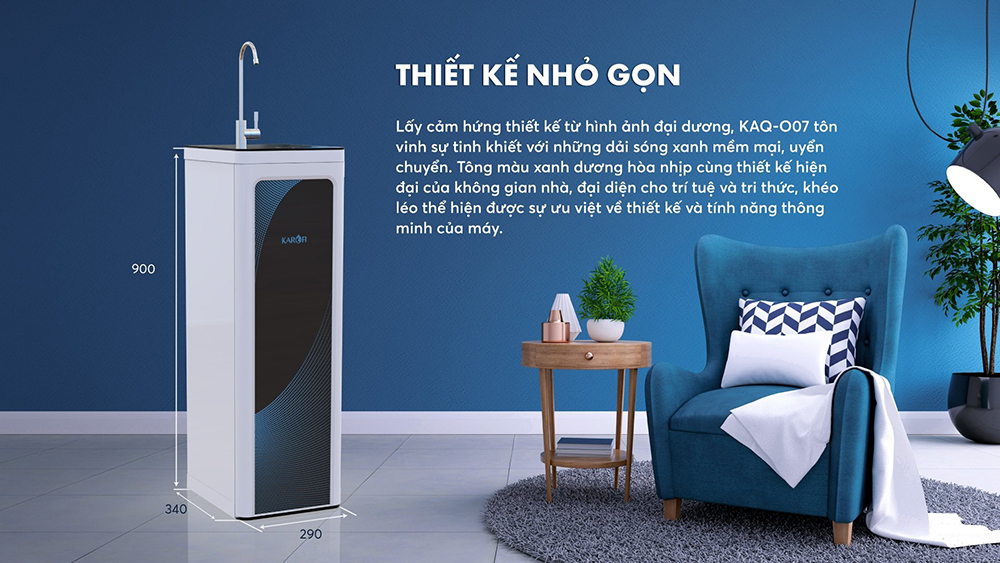 THIẾT KẾ NHỎ GỌN
Lấy cảm hứng thiết kế từ hình ảnh đại dương, KAQ-O07 tôn
vinh sự tinh khiết với những dải sóng xanh mềm mại, uyển
chuyển. Tông màu xanh dương hòa nhịp cùng thiết kế hiện
đại của không gian nhà, đại diện cho trí tuệ và tri thức, khéo
léo thể hiện được sự ưu việt về thiết kế và tính năng thông
minh của máy.
KAROFI
900
340
290